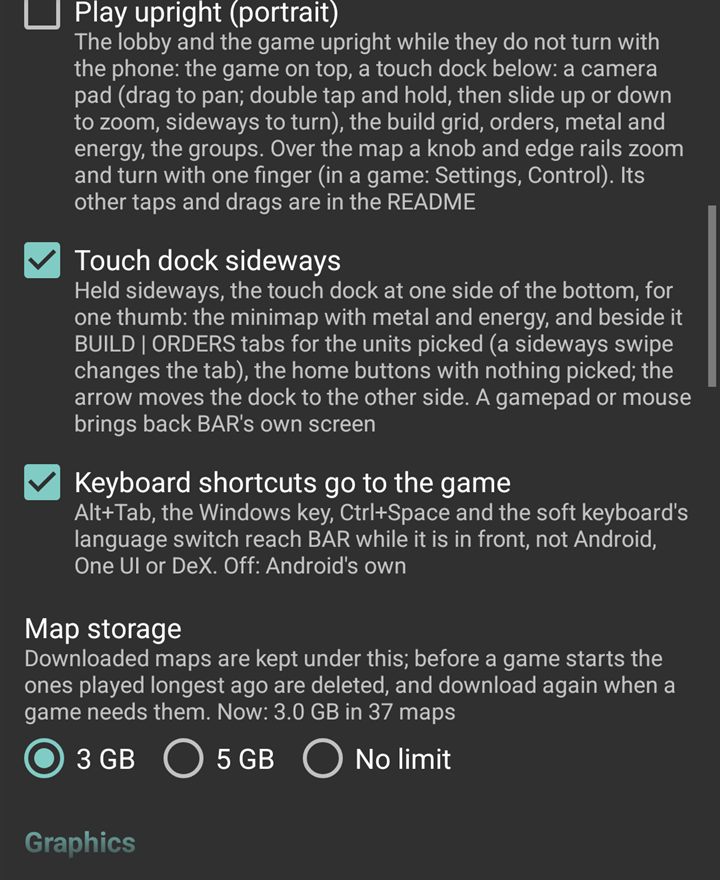 Play upright (portrait)
The lobby and the game upright while they do not turn with
the phone: the game on top, a touch dock below: a camera
pad (drag to pan; double tap and hold, then slide up or down
to zoom, sideways to turn), the build grid, orders, metal and
energy, the groups. Over the map a knob and edge rails zoom
and turn with one finger (in a game: Settings, Control). Its
other taps and drags are in the README
Touch dock sideways
Held sideways, the touch dock at one side of the bottom, for
one thumb: the minimap with metal and energy, and beside it
BUILD | ORDERS tabs for the units picked (a sideways swipe
changes the tab), the home buttons with nothing picked; the
arrow moves the dock to the other side. A gamepad or mouse
brings back BAR's own screen
Keyboard shortcuts go to the game
Alt+Tab, the Windows key, Ctrl+Space and the soft keyboard's
language switch reach BAR while it is in front, not Android,
One UI or DeX. Off: Android's own
Map storage
Downloaded maps are kept under this; before a game starts the
ones played longest ago are deleted, and download again when a
game needs them. Now: 3.0 GB in 37 maps
3 GB 5 GB No limit
Graphics